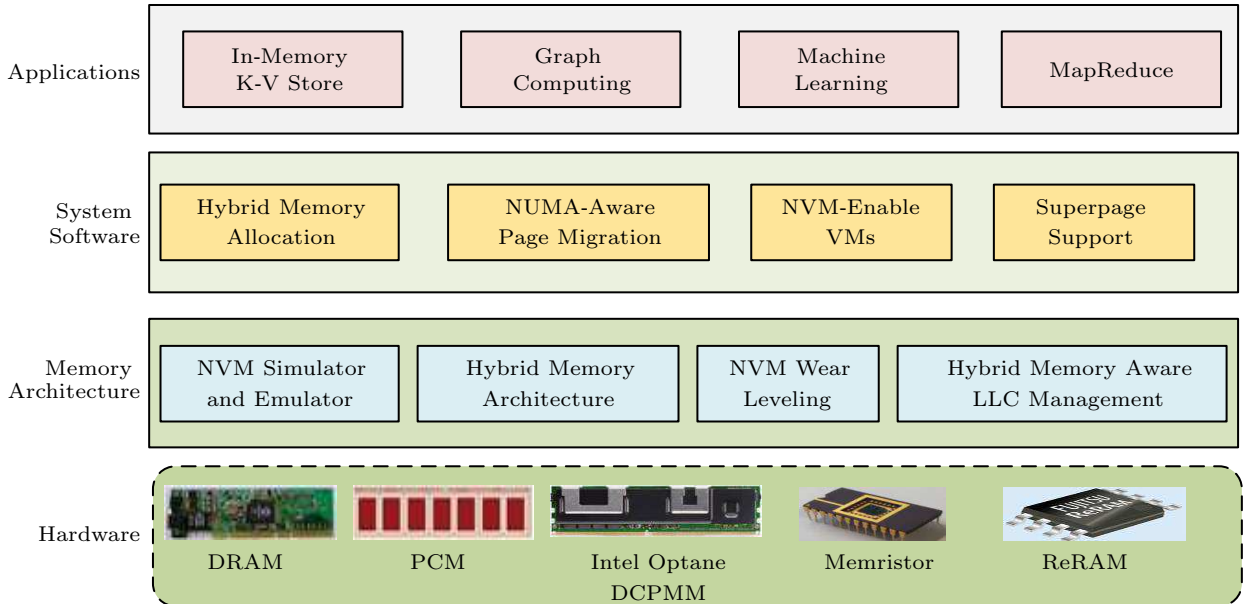 Applications
In-Memory
K-V Store
Graph
Computing
Machine
Learning
MapReduce
System
Software
Hybrid Memory
Allocation
NUMA-Aware
Page Migration
NVM-Enable
VMs
Superpage
Support
Memory
Architecture
NVM Simulator
and Emulator
Hybrid Memory
Architecture
NVM Wear
Leveling
Hybrid Memory Aware
LLC Management
Hardware
DRAM
PCM
Intel Optane
DCPMM
Memristor
FUJITSU
ReRAM
ReRAM